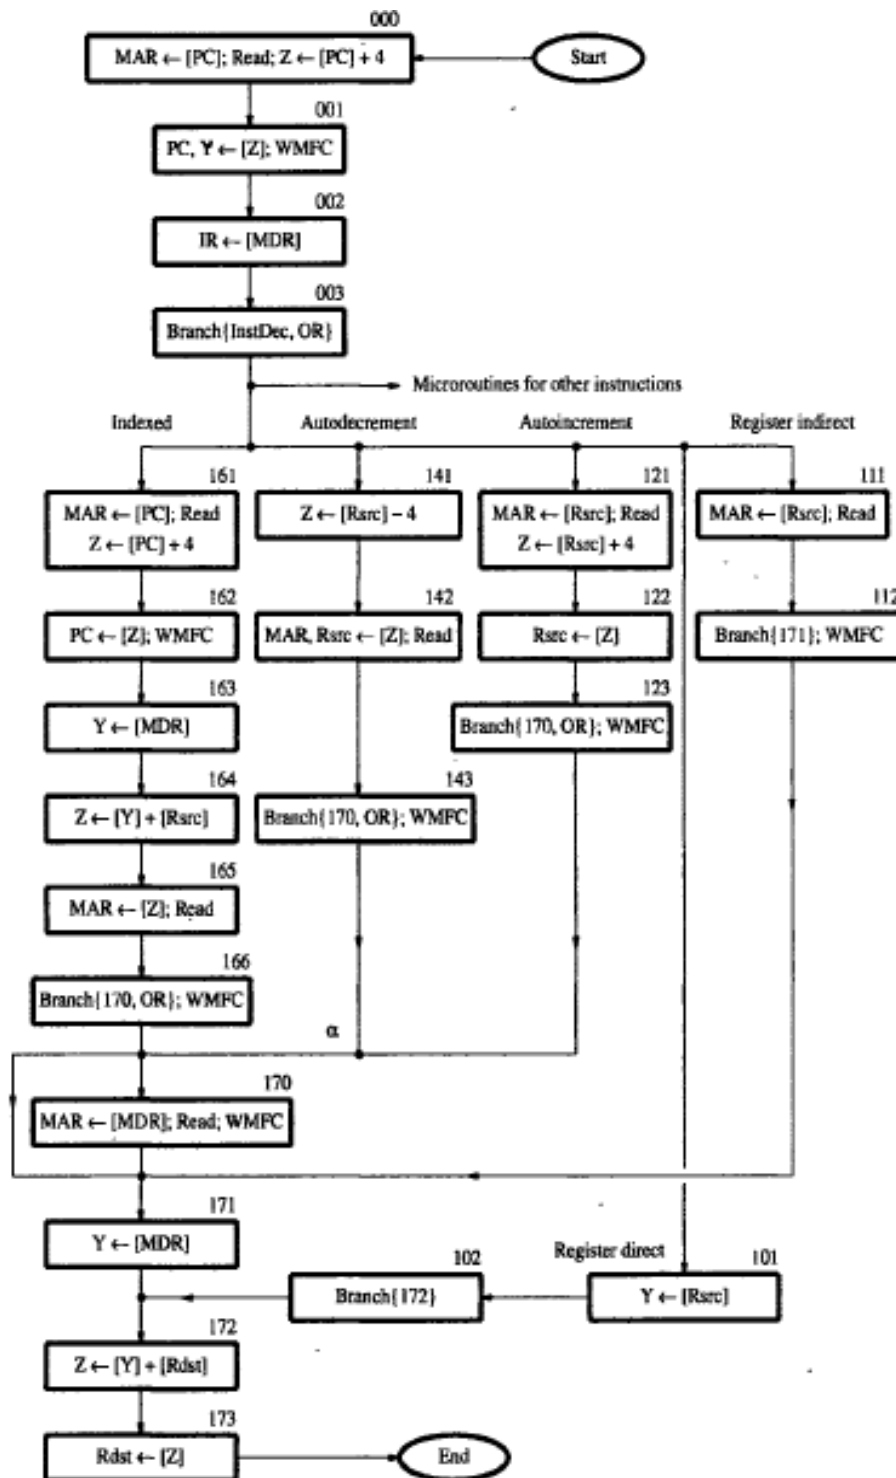 000
MAR ← [PC]; Read; Z ← [PC] + 4
Start
001
PC, Y ← [Z]; WMFC
002
IR ← [MDR]
003
Branch{InstDec, OR}
Microroutines for other instructions
Indexed
Autodecrement
Autoincrement
Register indirect
161
141
121
111
MAR ← [PC]; Read
Z ← [PC] + 4
Z ← [Rsrc] − 4
MAR ← [Rsrc]; Read
Z ← [Rsrc] + 4
MAR ← [Rsrc]; Read
162
142
122
112
PC ← [Z]; WMFC
MAR, Rsrc ← [Z]; Read
Rsrc ← [Z]
Branch{171}; WMFC
163
123
Y ← [MDR]
Branch{170, OR}; WMFC
164
143
Z ← [Y] + [Rsrc]
Branch{170, OR}; WMFC
165
MAR ← [Z]; Read
166
Branch{170, OR}; WMFC
α
170
MAR ← [MDR]; Read; WMFC
171
Y ← [MDR]
Register direct
102
101
Branch{172}
Y ← [Rsrc]
172
Z ← [Y] + [Rdst]
173
Rdst ← [Z]
End